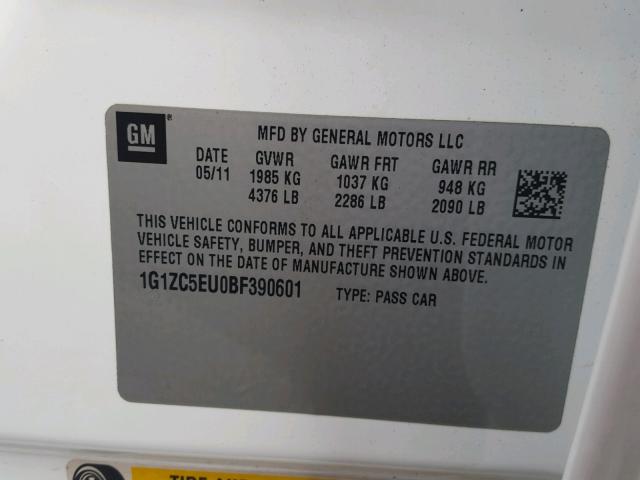 GM®
MFD BY GENERAL MOTORS LLC
DATE GVWR GAWR FRT GAWR RR
05/11 1985 KG 1037 KG 948 KG
4376 LB 2286 LB 2090 LB
THIS VEHICLE CONFORMS TO ALL APPLICABLE U.S. FEDERAL MOTOR
VEHICLE SAFETY, BUMPER, AND THEFT PREVENTION STANDARDS IN
EFFECT ON THE DATE OF MANUFACTURE SHOWN ABOVE.
1G1ZC5EU0BF390601 TYPE: PASS CAR